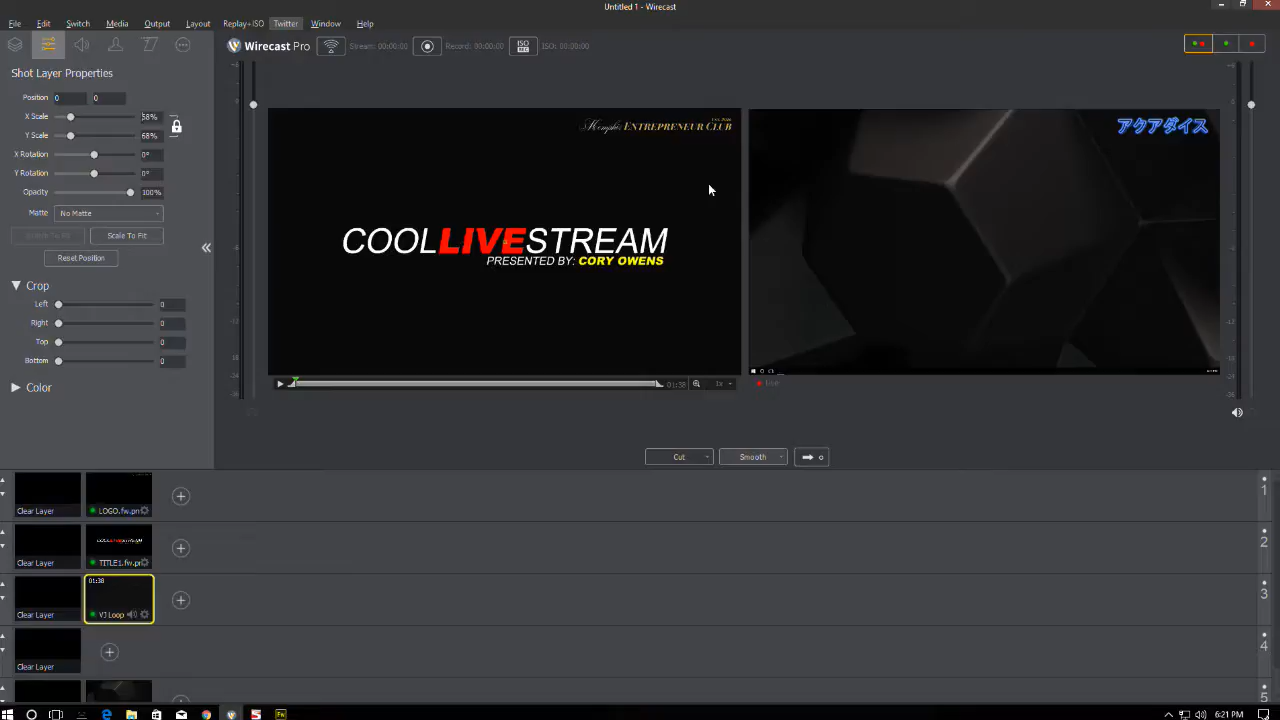 Untitled 1 - Wirecast
File Edit Switch Media Output Layout Replay+ISO Twitter Window Help
Wirecast Pro Stream: 00:00:00 Record: 00:00:00 ISO REC ISO: 00:00:00
Shot Layer Properties
Position 0 0
X Scale 58%
Y Scale 68%
X Rotation 0°
Y Rotation 0°
Opacity 100%
Matte No Matte
Scale To Fit
Reset Position
Crop
Left 0
Right 0
Top 0
Bottom 0
Color
Memphis ENTREPRENEUR CLUB
COOLLIVESTREAM
PRESENTED BY: CORY OWENS
アクアダイス
01:38 1x
Live
Cut Smooth
Clear Layer LOGO.fw.pn 1
Clear Layer TITLE1.fw.pn 2
01:38
Clear Layer VJ Loop 3
Clear Layer 4
5
6:21 PM